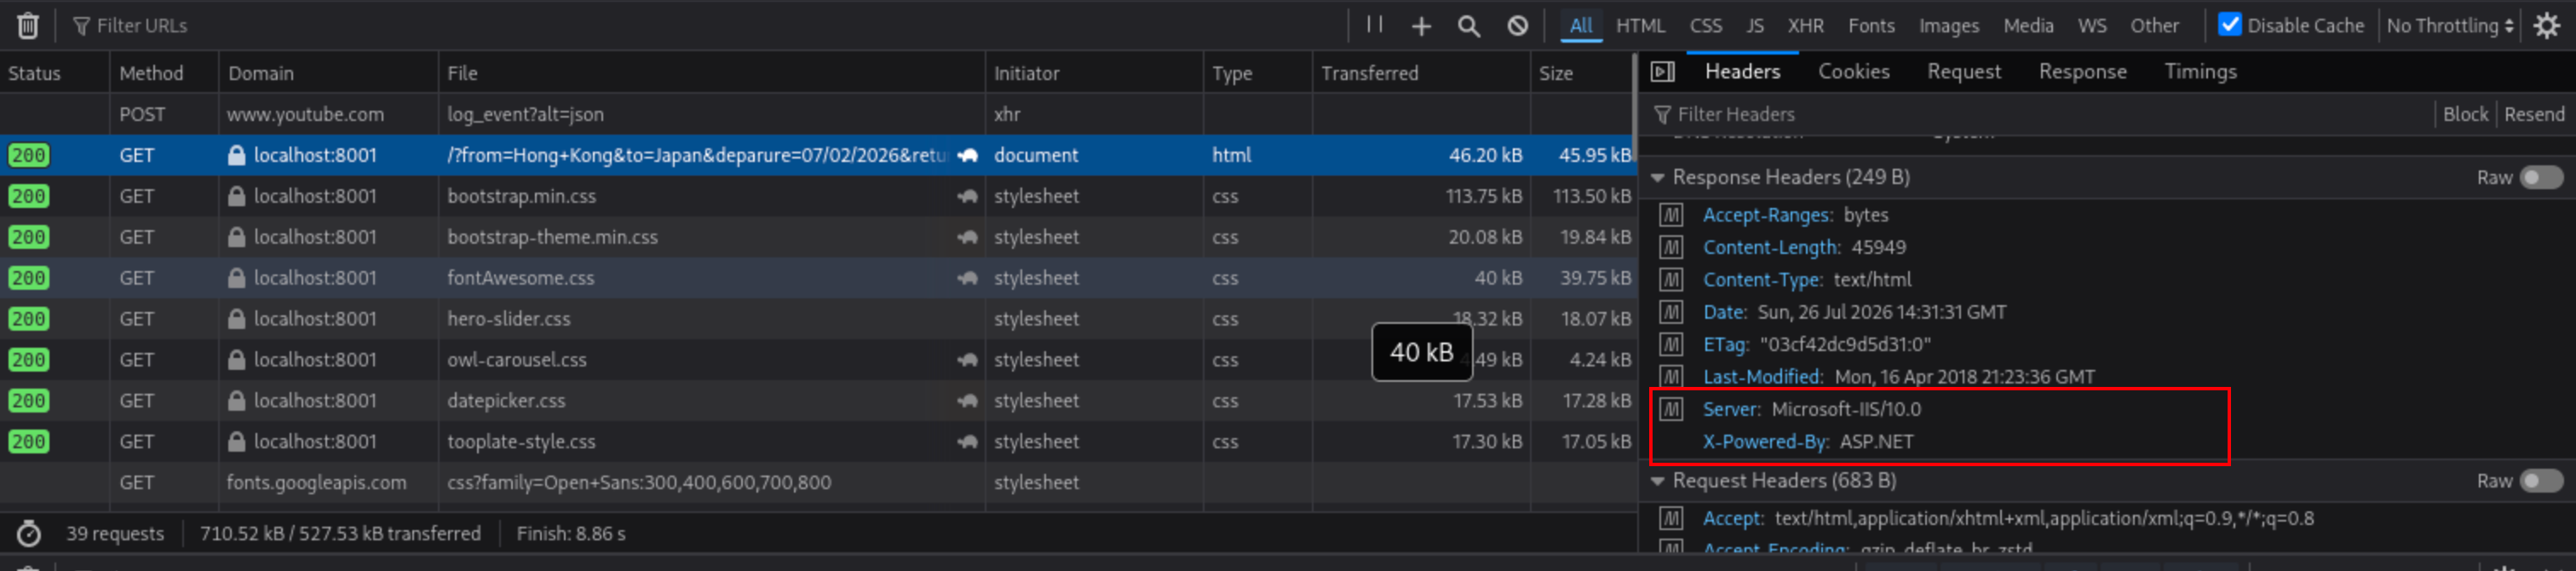 Filter URLs All HTML CSS JS XHR Fonts Images Media WS Other Disable Cache No Throttling
Status Method Domain File Initiator Type Transferred Size
POST www.youtube.com log_event?alt=json xhr
200 GET localhost:8001 /?from=Hong+Kong&to=Japan&deparure=07/02/2026&retu document html 46.20 kB 45.95 kB
200 GET localhost:8001 bootstrap.min.css stylesheet css 113.75 kB 113.50 kB
200 GET localhost:8001 bootstrap-theme.min.css stylesheet css 20.08 kB 19.84 kB
200 GET localhost:8001 fontAwesome.css stylesheet css 40 kB 39.75 kB
200 GET localhost:8001 hero-slider.css stylesheet css 18.32 kB 18.07 kB
200 GET localhost:8001 owl-carousel.css stylesheet css 49 kB 4.24 kB
40 kB
200 GET localhost:8001 datepicker.css stylesheet css 17.53 kB 17.28 kB
200 GET localhost:8001 tooplate-style.css stylesheet css 17.30 kB 17.05 kB
GET fonts.googleapis.com css?family=Open+Sans:300,400,600,700,800 stylesheet
39 requests 710.52 kB / 527.53 kB transferred Finish: 8.86 s
Headers Cookies Request Response Timings
Filter Headers Block Resend
System
Response Headers (249 B) Raw
Accept-Ranges: bytes
Content-Length: 45949
Content-Type: text/html
Date: Sun, 26 Jul 2026 14:31:31 GMT
ETag: "03cf42dc9d5d31:0"
Last-Modified: Mon, 16 Apr 2018 21:23:36 GMT
Server: Microsoft-IIS/10.0
X-Powered-By: ASP.NET
Request Headers (683 B) Raw
Accept: text/html,application/xhtml+xml,application/xml;q=0.9,*/*;q=0.8
Accept-Encoding: gzip, deflate, br, zstd